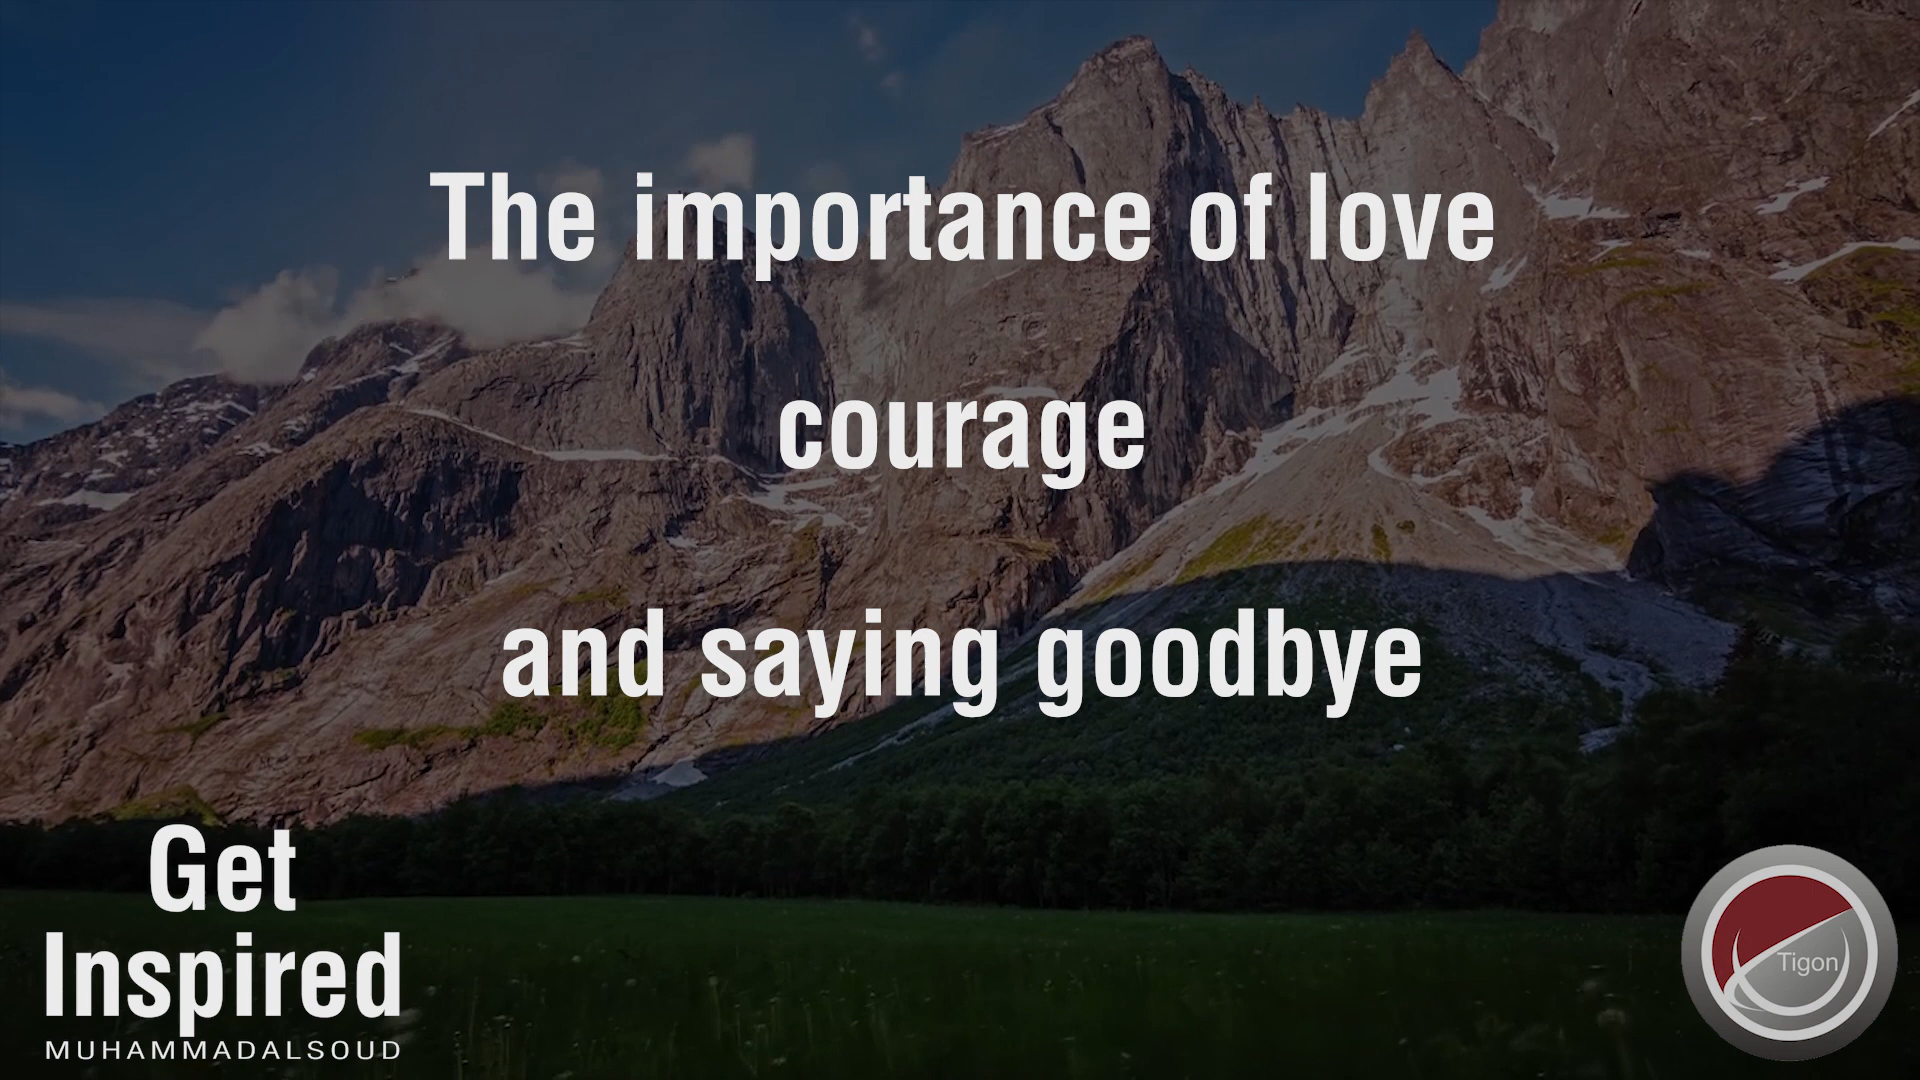 The importance of love
courage
and saying goodbye
Get
Inspired
MUHAMMADALSOUD
Tigon